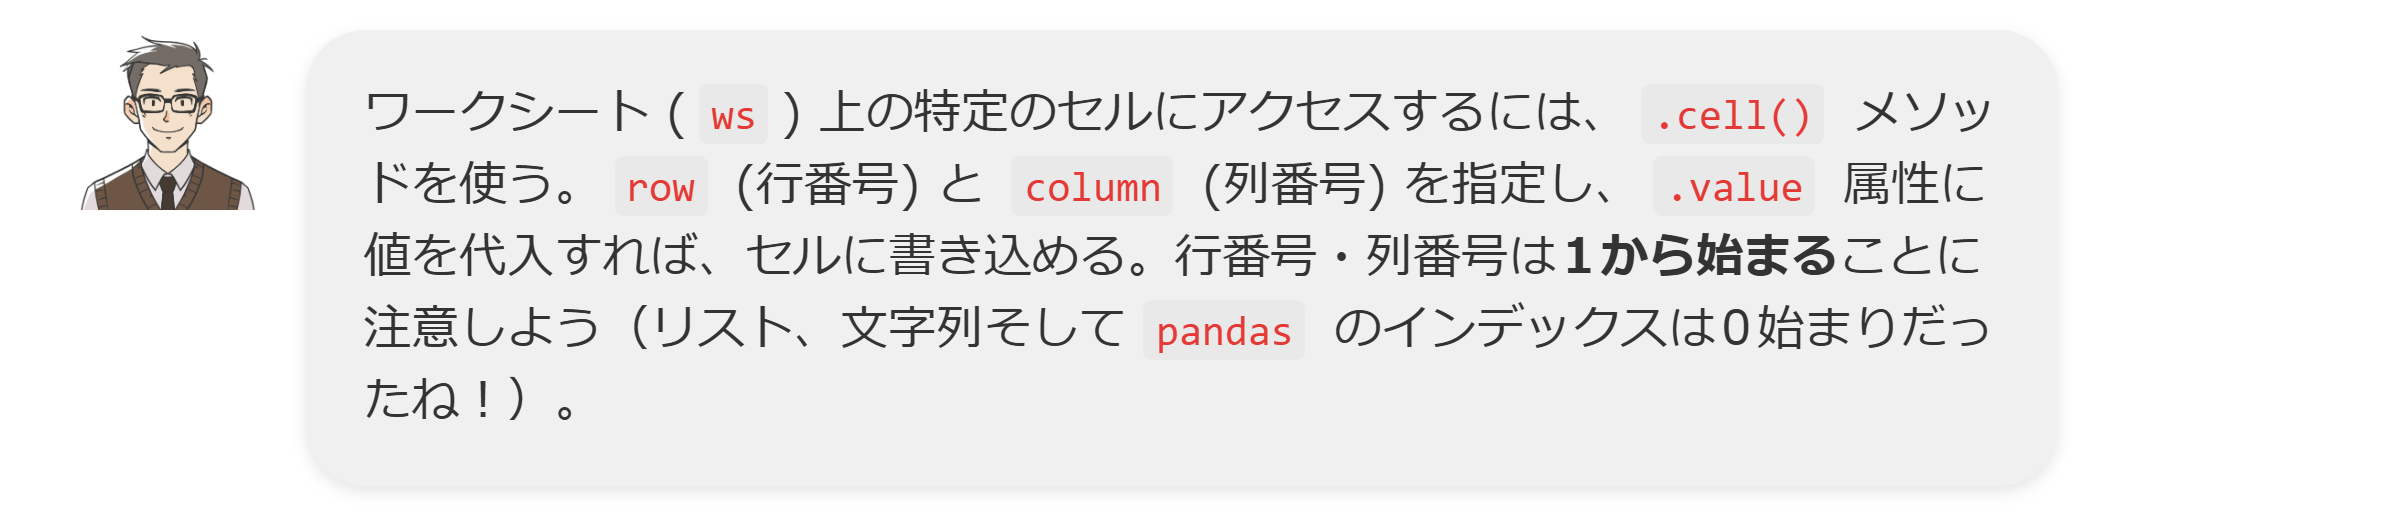 ワークシート ( ws ) 上の特定のセルにアクセスするには、 .cell() メソッ
ドを使う。 row (行番号) と column (列番号) を指定し、 .value 属性に
値を代入すれば、セルに書き込める。行番号・列番号は1から始まることに
注意しよう（リスト、文字列そして pandas のインデックスは0始まりだっ
たね！）。